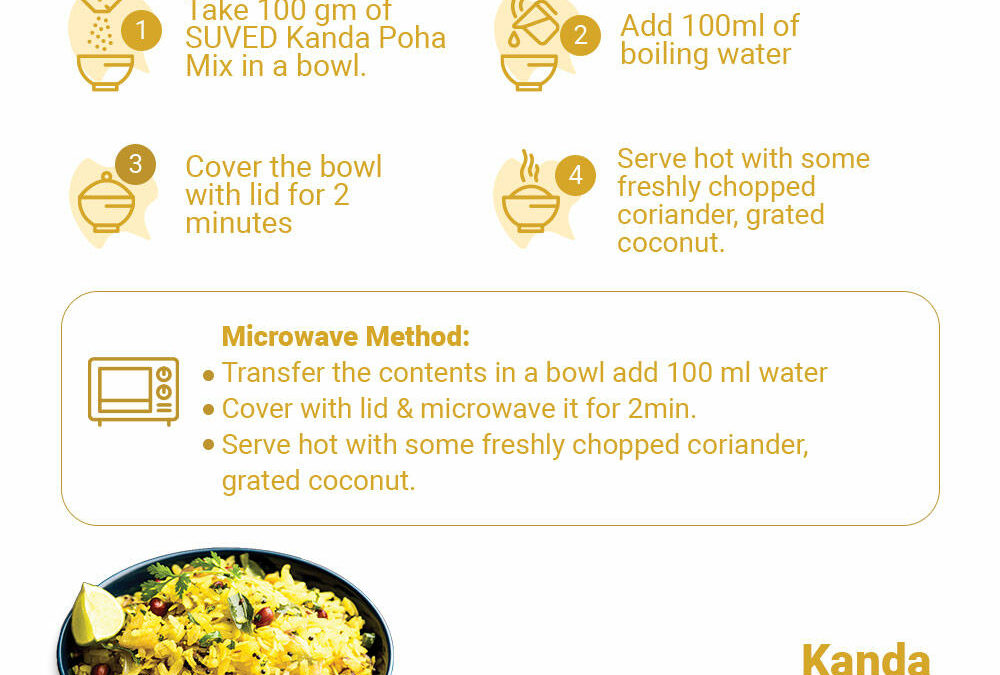 1
Take 100 gm of
SUVED Kanda Poha
Mix in a bowl.
2
Add 100ml of
boiling water
3
Cover the bowl
with lid for 2
minutes
4
Serve hot with some
freshly chopped
coriander, grated
coconut.
Microwave Method:
• Transfer the contents in a bowl add 100 ml water
• Cover with lid & microwave it for 2min.
• Serve hot with some freshly chopped coriander,
grated coconut.
Kanda